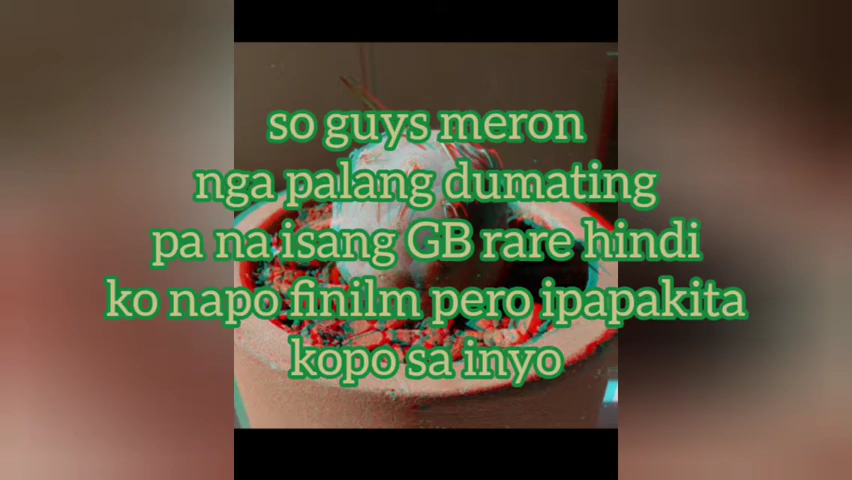 so guys meron
nga palang dumating
pa na isang GB rare hindi
ko napo finilm pero ipapakita
kopo sa inyo